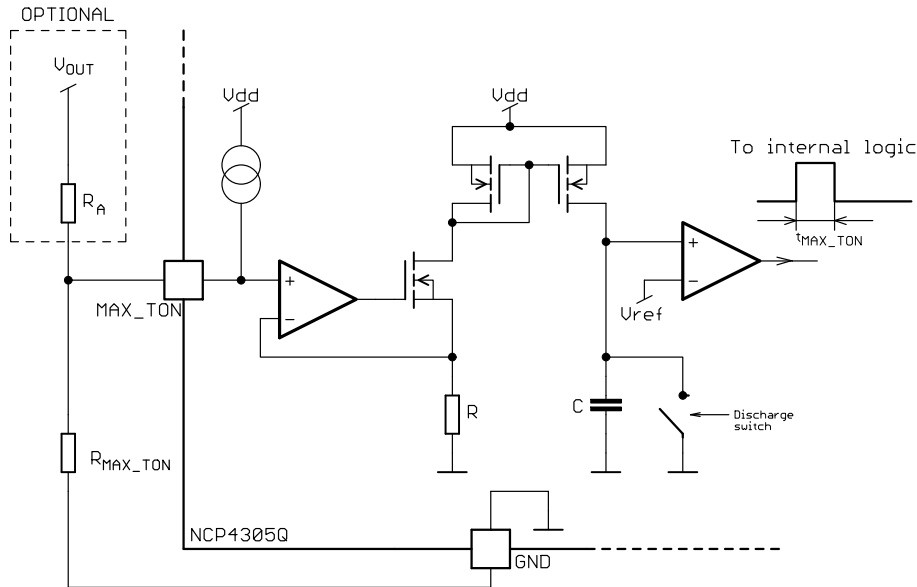 OPTIONAL
VOUT
RA
Vdd
Vdd
To internal logic
tMAX_TON
+
−
+
−
Vref
MAX_TON
R
C
Discharge
switch
RMAX_TON
NCP4305Q
GND